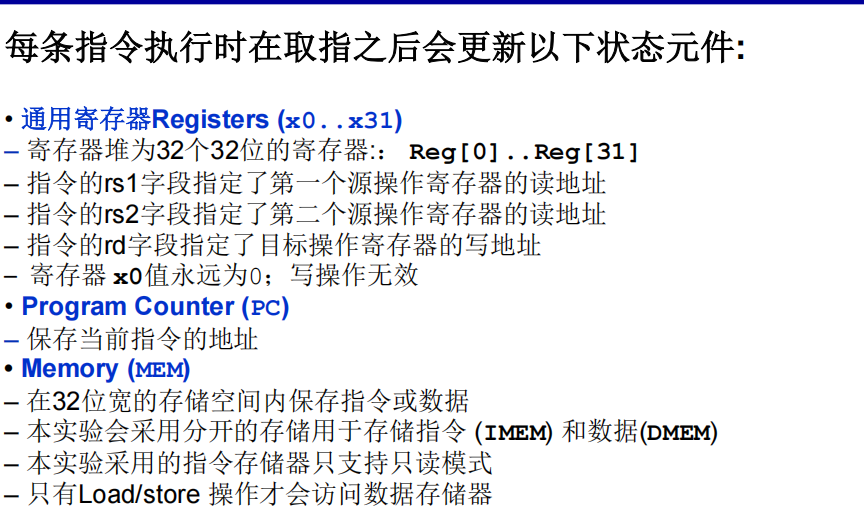 每条指令执行时在取指之后会更新以下状态元件:
• 通用寄存器Registers (x0..x31)
– 寄存器堆为32个32位的寄存器:： Reg[0]..Reg[31]
– 指令的rs1字段指定了第一个源操作寄存器的读地址
– 指令的rs2字段指定了第二个源操作寄存器的读地址
– 指令的rd字段指定了目标操作寄存器的写地址
– 寄存器 x0值永远为0；写操作无效
• Program Counter (PC)
– 保存当前指令的地址
• Memory (MEM)
– 在32位宽的存储空间内保存指令或数据
– 本实验会采用分开的存储用于存储指令 (IMEM) 和数据(DMEM)
– 本实验采用的指令存储器只支持只读模式
– 只有Load/store 操作才会访问数据存储器